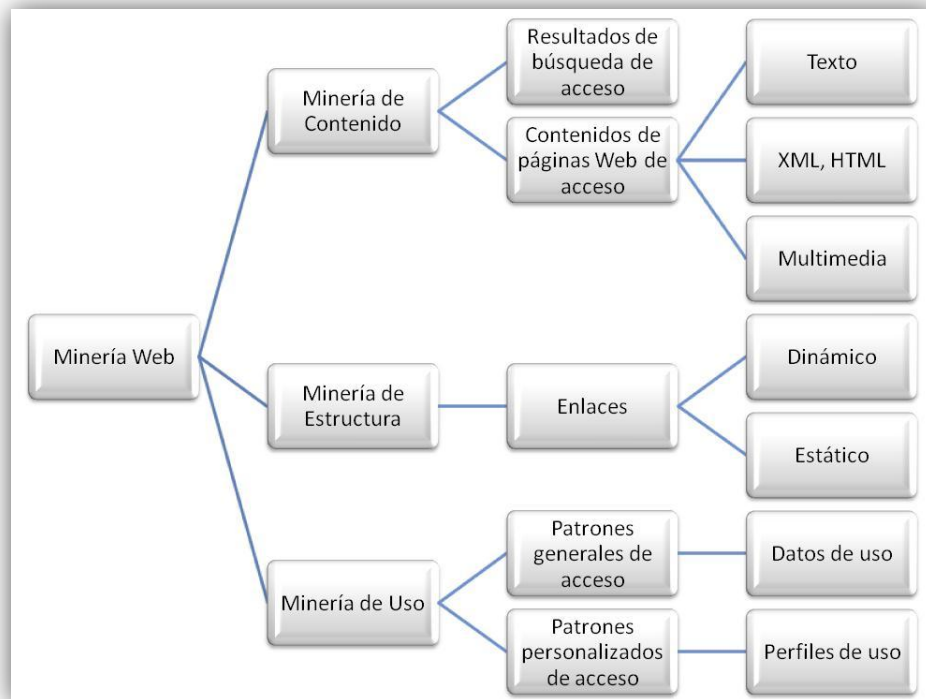 Minería Web
Minería de
Contenido
Resultados de
búsqueda de
acceso
Contenidos de
páginas Web de
acceso
Texto
XML, HTML
Multimedia
Minería de
Estructura
Enlaces
Dinámico
Estático
Minería de Uso
Patrones
generales de
acceso
Datos de uso
Patrones
personalizados
de acceso
Perfiles de uso